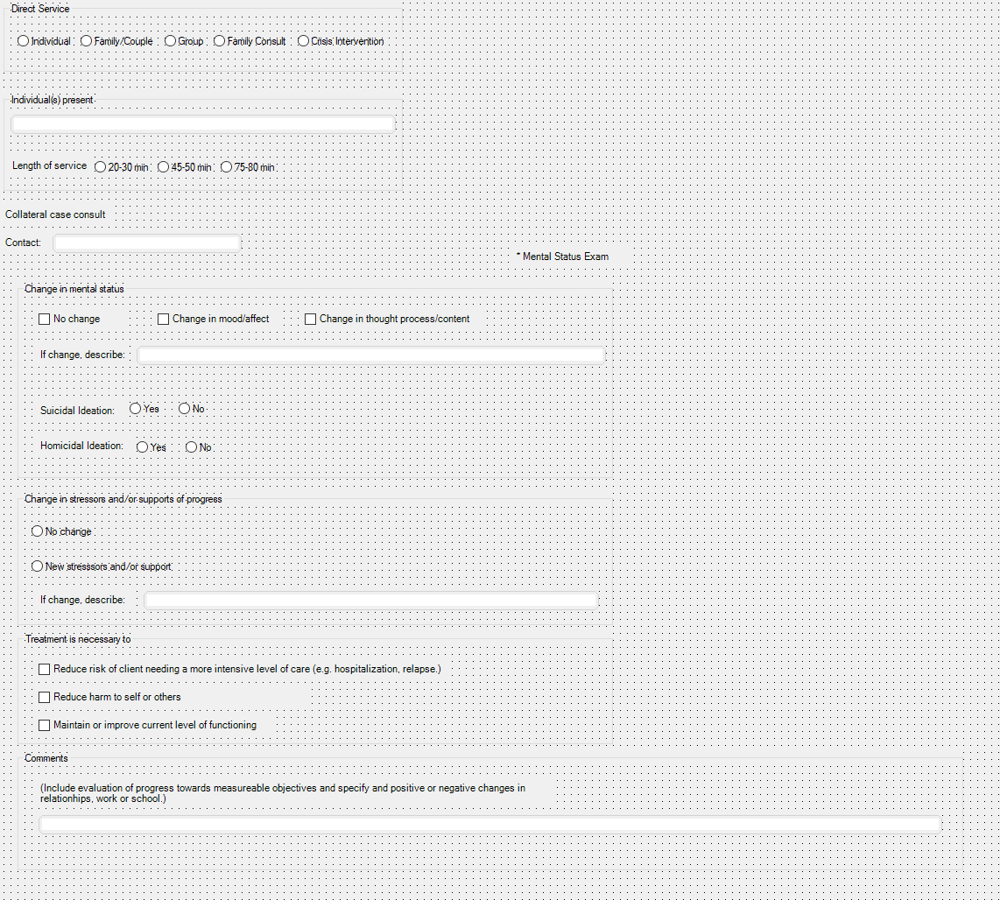 Direct Service
Individual Family/Couple Group Family Consult Crisis Intervention
Individual(s) present
Length of service 20-30 min 45-50 min 75-80 min
Collateral case consult
Contact:
* Mental Status Exam
Change in mental status
No change Change in mood/affect Change in thought process/content
If change, describe:
Suicidal Ideation: Yes No
Homicidal Ideation: Yes No
Change in stressors and/or supports of progress
No change
New stresssors and/or support
If change, describe:
Treatment is necessary to
Reduce risk of client needing a more intensive level of care (e.g. hospitalization, relapse.)
Reduce harm to self or others
Maintain or improve current level of functioning
Comments
(Include evaluation of progress towards measureable objectives and specify and positive or negative changes in
relationhips, work or school.)